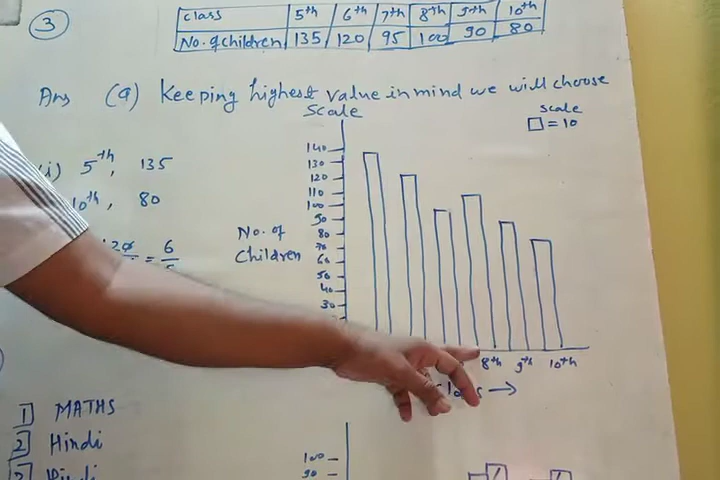 3
Class 5th 6th 7th 8th 9th 10th
No. of children 135 120 95 100 90 80
Ans (a) Keeping highest value in mind we will choose
Scale
scale
= 10
140
130
120
110
100
90
80
70
60
50
40
30
No. of
Children
(i) 5th, 135
10th, 80
= 6
8th 9th 10th
→
1 MATHS
2 Hindi
100
90